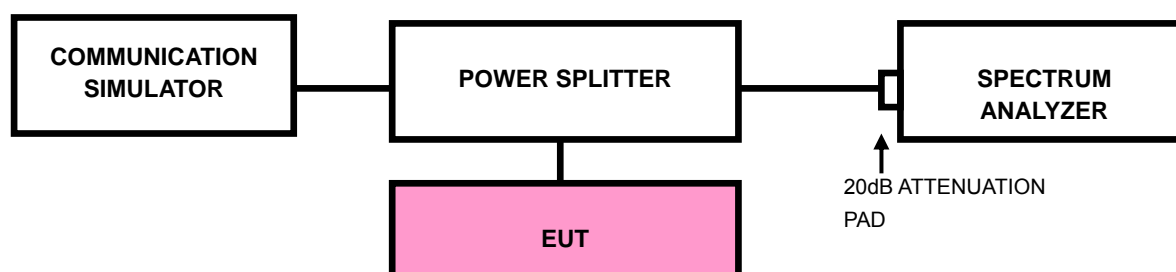 COMMUNICATION
SIMULATOR
POWER SPLITTER
SPECTRUM
ANALYZER
20dB ATTENUATION
PAD
EUT